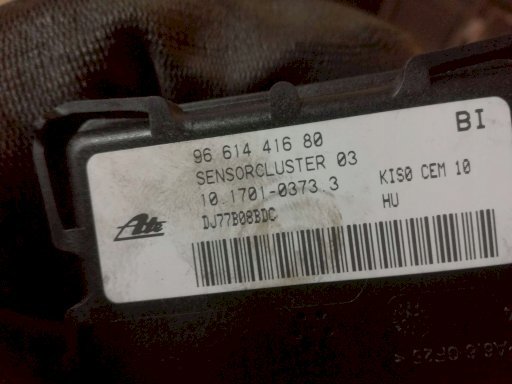 BI
96 614 416 80
SENSORCLUSTER 03
10.1701-0373.3
KIS0 CEM 10
DJ77B08BDC
HU
Ate